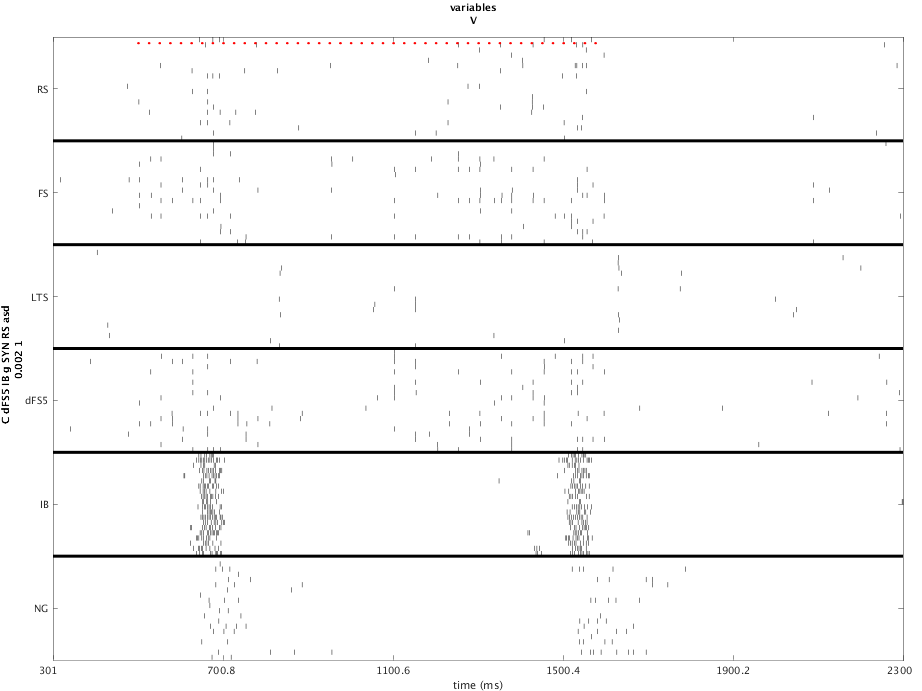 variables
V
C dFS5 IB g SYN RS asd
0.002 1
RS
FS
LTS
dFS5
IB
NG
301
700.8
1100.6
1500.4
1900.2
2300
time (ms)